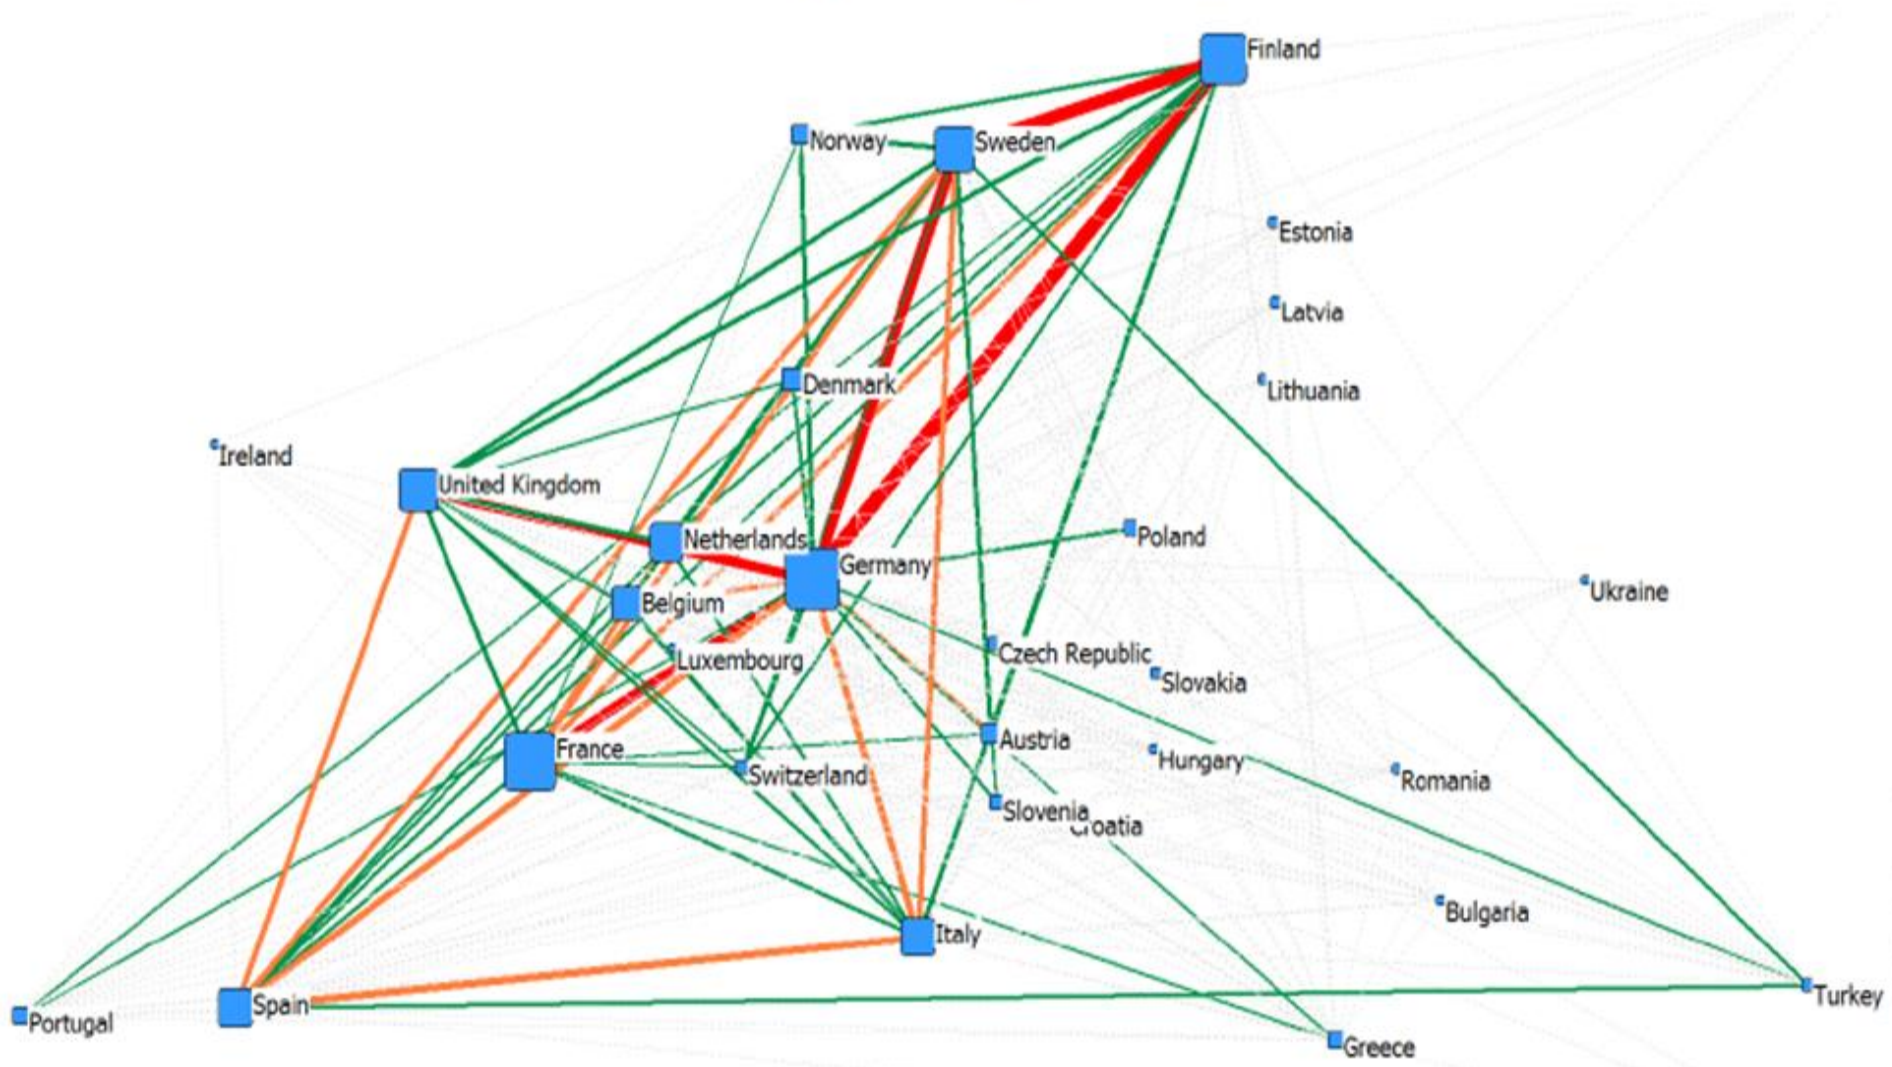 Finland
Norway
Sweden
Estonia
Latvia
Denmark
Lithuania
Ireland
United Kingdom
Netherlands
Poland
Germany
Ukraine
Belgium
Luxembourg
Czech Republic
Slovakia
France
Austria
Switzerland
Hungary
Romania
Slovenia
Croatia
Bulgaria
Italy
Turkey
Spain
Portugal
Greece